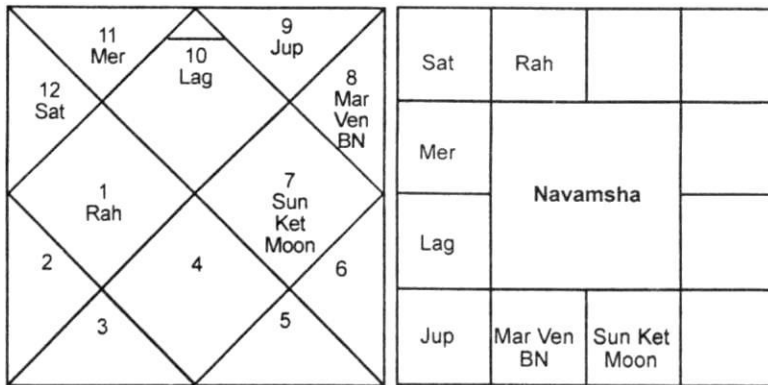 11
Mer
10
Lag
9
Jup
12
Sat
8
Mar
Ven
BN
1
Rah
7
Sun
Ket
Moon
2
4
6
3
5
Sat
Rah
Mer
Navamsha
Lag
Jup
Mar Ven
BN
Sun Ket
Moon